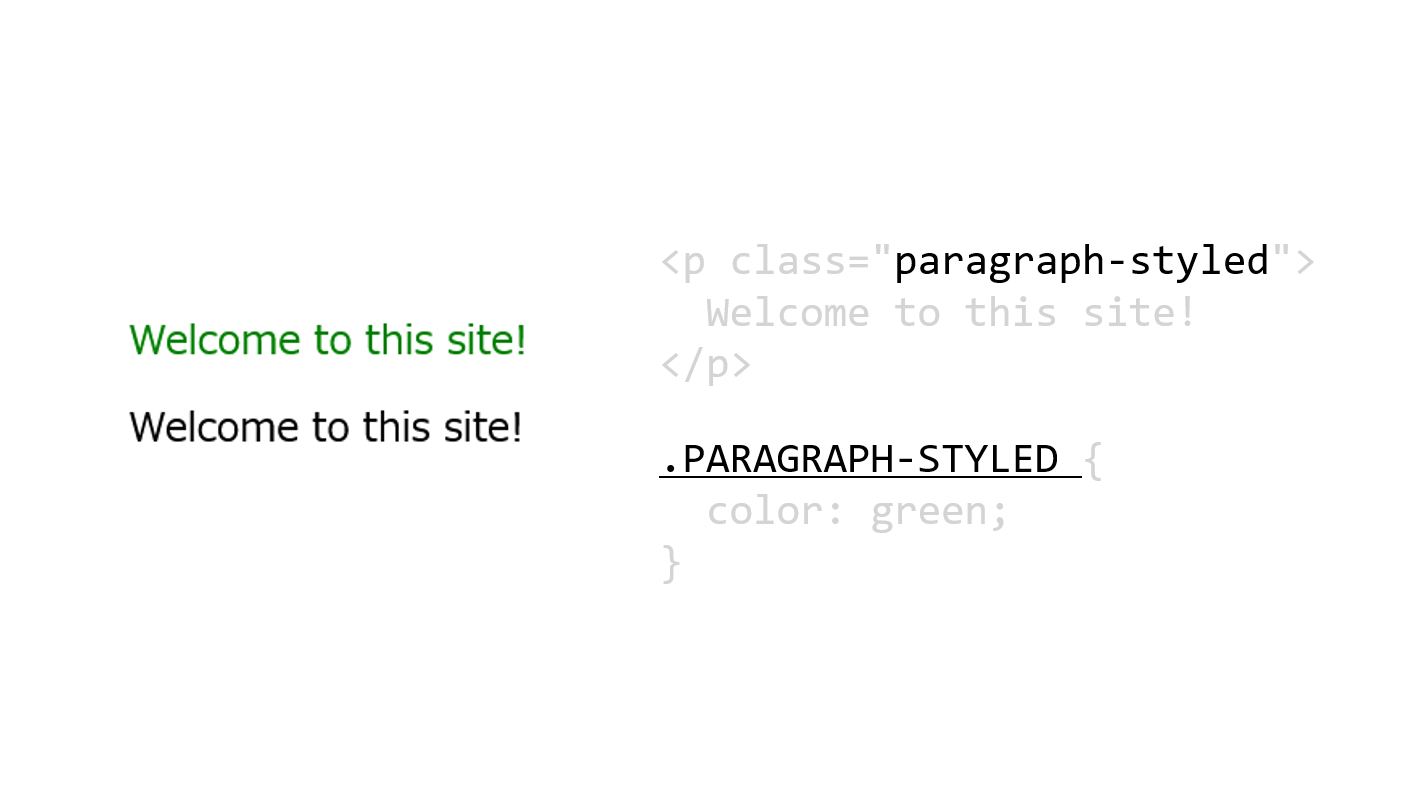 Welcome to this site!
Welcome to this site!
<p class="paragraph-styled">
Welcome to this site!
</p>
.PARAGRAPH-STYLED {
color: green;
}